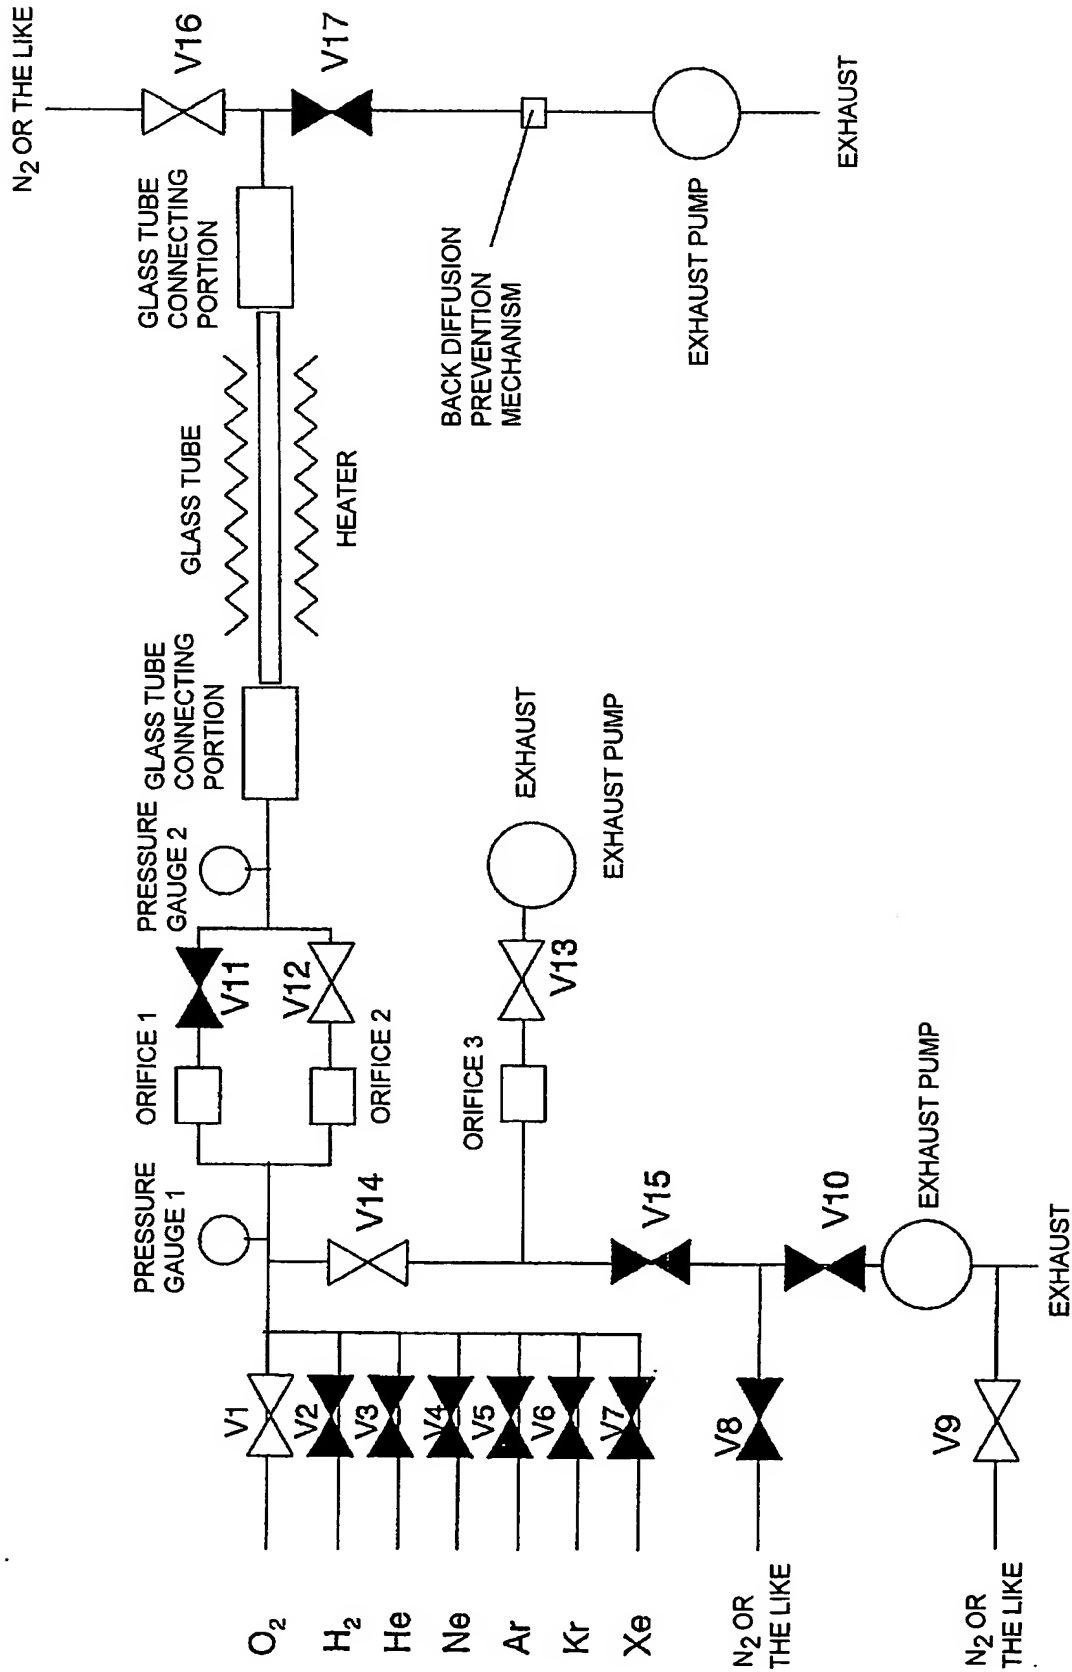 N2 OR THE LIKE
V16
V17
GLASS TUBE
CONNECTING
PORTION
BACK DIFFUSION
PREVENTION
MECHANISM
EXHAUST PUMP
EXHAUST
GLASS TUBE
HEATER
GLASS TUBE
CONNECTING
PORTION
PRESSURE
GAUGE 2
V11
V12
ORIFICE 1
ORIFICE 2
EXHAUST
EXHAUST PUMP
V13
ORIFICE 3
PRESSURE
GAUGE 1
V14
V15
V10
EXHAUST PUMP
EXHAUST
V1
V2
V3
V4
V5
V6
V7
V8
V9
O2
H2
He
Ne
Ar
Kr
Xe
N2 OR
THE LIKE
N2 OR
THE LIKE